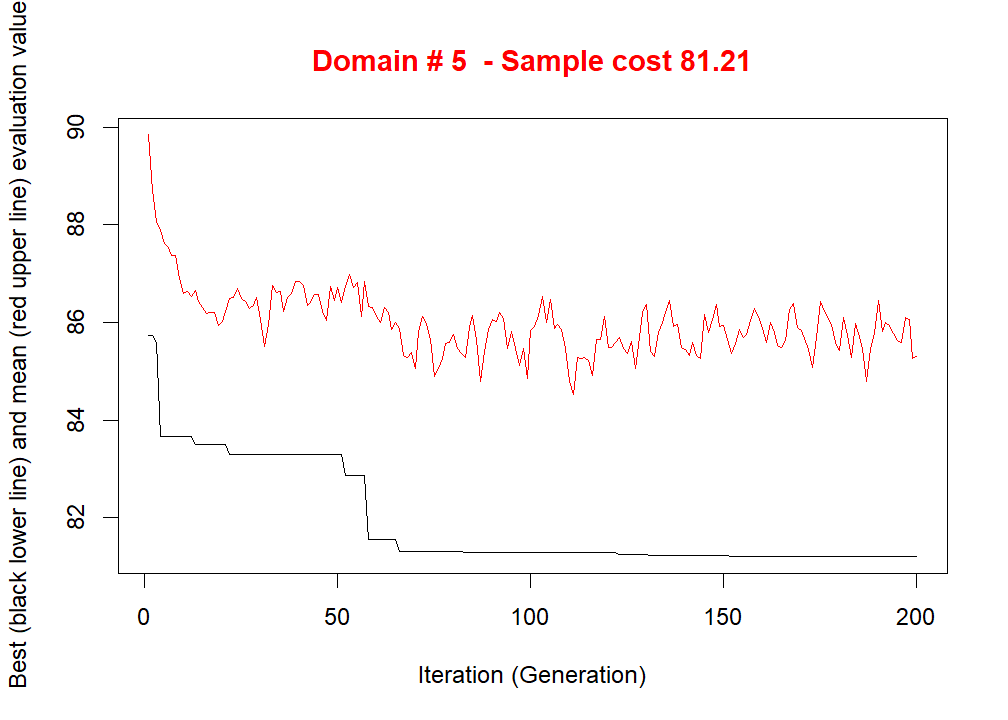 Domain # 5  - Sample cost 81.21
Best (black lower line) and mean (red upper line) evaluation value
90
88
86
84
82
0 50 100 150 200
Iteration (Generation)